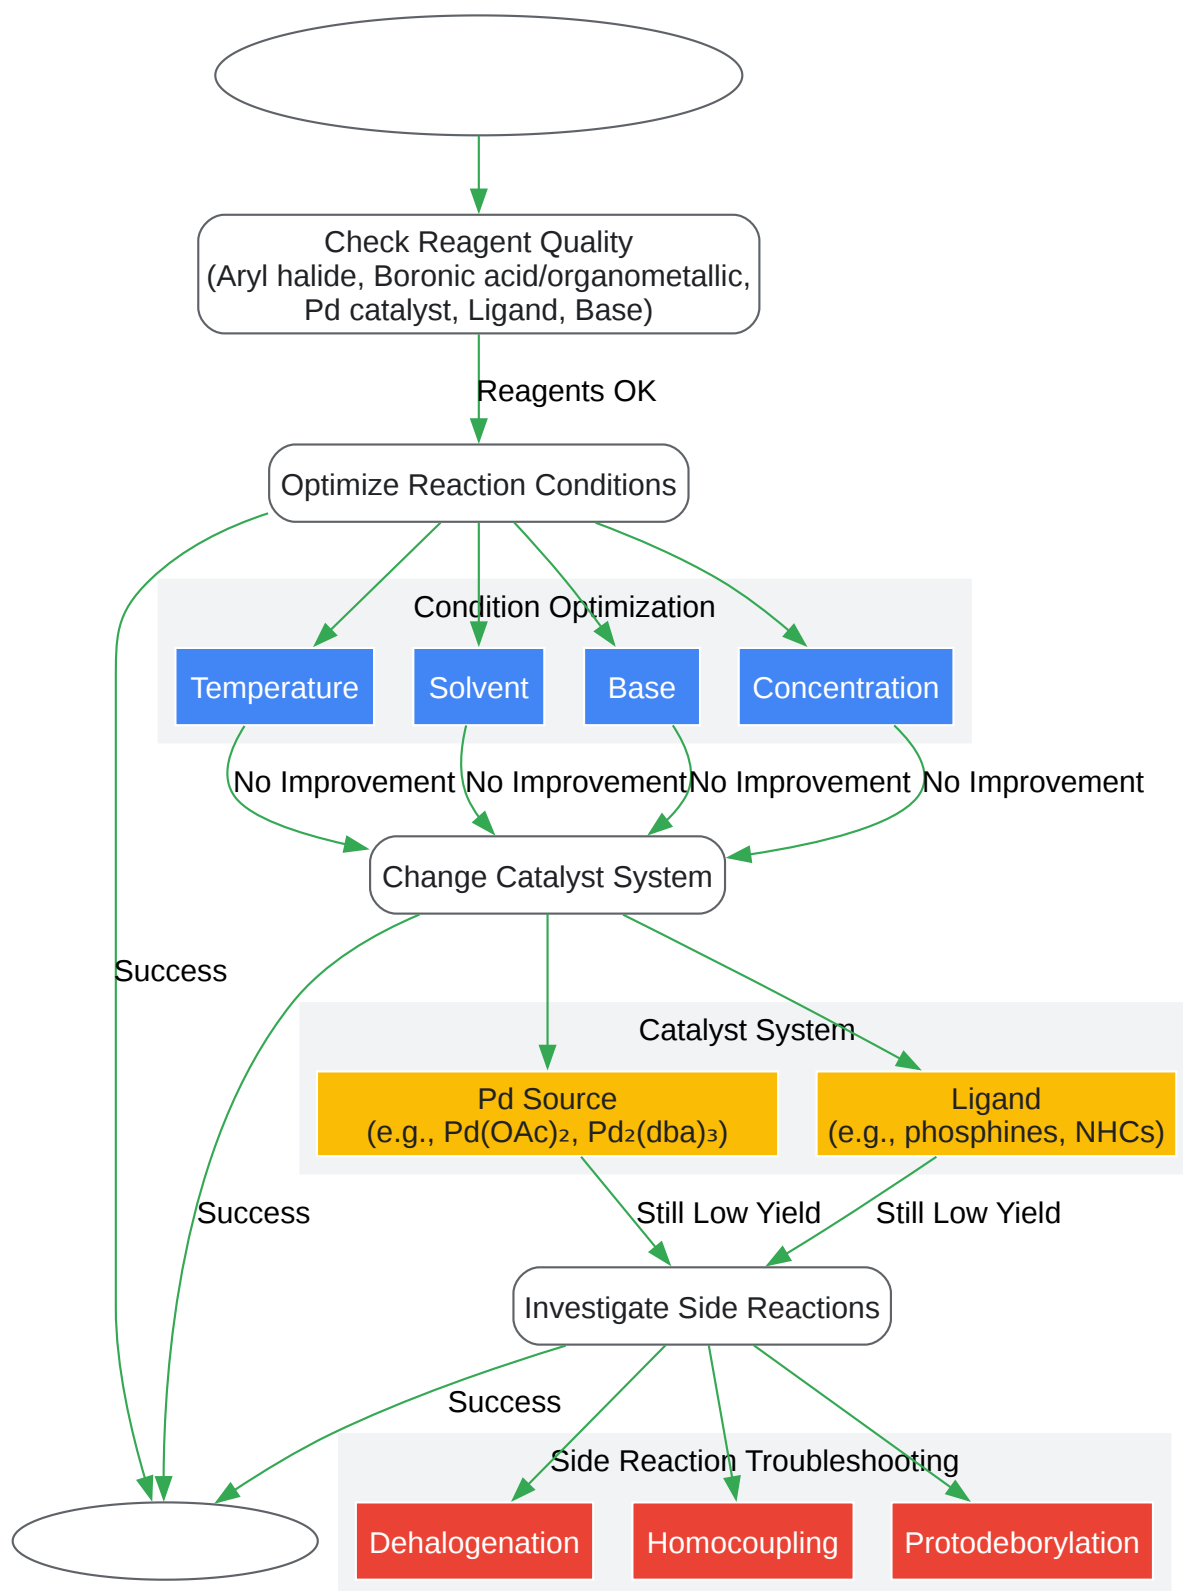 Check Reagent Quality
(Aryl halide, Boronic acid/organometallic,
Pd catalyst, Ligand, Base)
Reagents OK
Optimize Reaction Conditions
Condition Optimization
Temperature
Solvent
Base
Concentration
No Improvement
No Improvement
No Improvement
No Improvement
Change Catalyst System
Success
Catalyst System
Pd Source
(e.g., Pd(OAc)₂, Pd₂(dba)₃)
Ligand
(e.g., phosphines, NHCs)
Success
Still Low Yield
Still Low Yield
Investigate Side Reactions
Success
Side Reaction Troubleshooting
Dehalogenation
Homocoupling
Protodeborylation